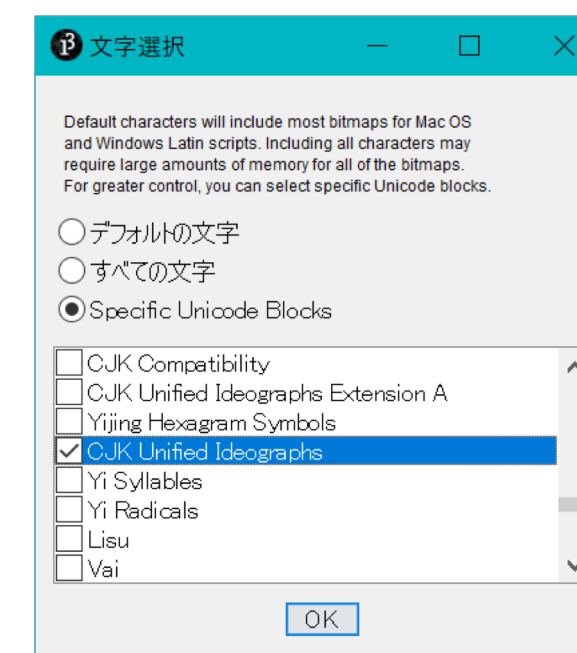 文字選択
Default characters will include most bitmaps for Mac OS
and Windows Latin scripts. Including all characters may
require large amounts of memory for all of the bitmaps.
For greater control, you can select specific Unicode blocks.
デフォルトの文字
すべての文字
Specific Unicode Blocks
CJK Compatibility
CJK Unified Ideographs Extension A
Yijing Hexagram Symbols
CJK Unified Ideographs
Yi Syllables
Yi Radicals
Lisu
Vai
OK